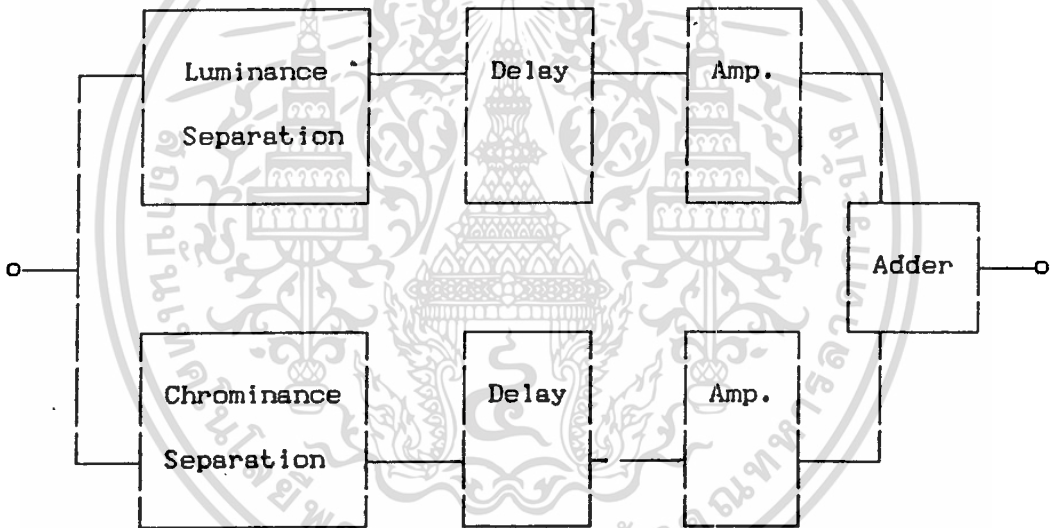 Luminance
Separation
Delay
Amp.
Adder
Chrominance
Separation
Delay
Amp.